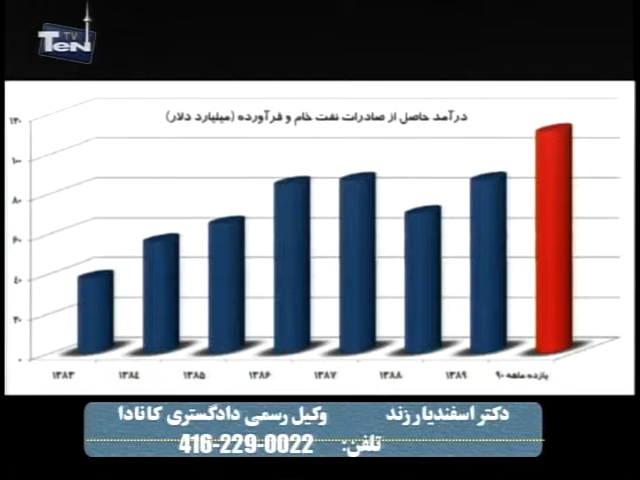 TeN TV
درآمد حاصل از صادرات نفت خام و فرآورده (میلیارد دلار)
۱۲۰
۱۰۰
۸۰
۶۰
۴۰
۲۰
۰
۱۳۸۳ ۱۳۸۴ ۱۳۸۵ ۱۳۸۶ ۱۳۸۷ ۱۳۸۸ ۱۳۸۹ یازده ماهه ۹۰
دکتر اسفندیار زند وکیل رسمی دادگستری کانادا
تلفن: 416-229-0022